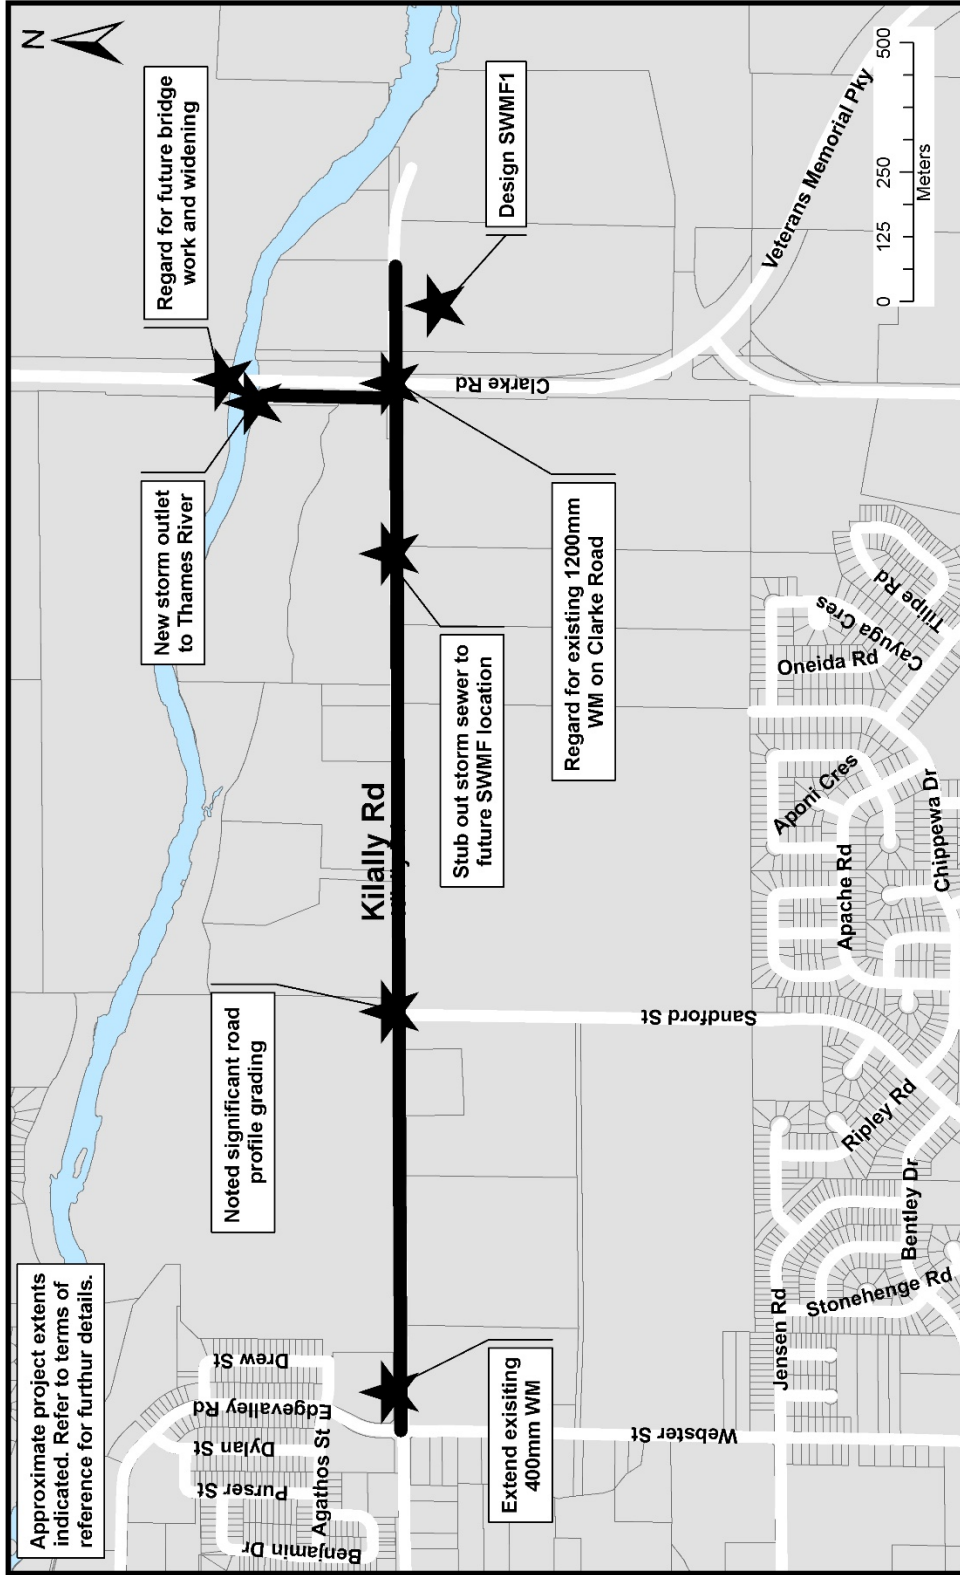 Approximate project extents
indicated. Refer to terms of
reference for furthur details.
N
Regard for future bridge
work and widening
New storm outlet
to Thames River
Noted significant road
profile grading
Design SWMF1
Kilally Rd
Stub out storm sewer to
future SWMF location
Regard for existing 1200mm
WM on Clarke Road
Extend exisiting
400mm WM
Drew St
Edgevalley Rd
Dylan St
Purser St
Agathos St
Benjamin Dr
Webster St
Sandford St
Clarke Rd
Veterans Memorial Pky
Jensen Rd
Stonehenge Rd
Bentley Dr
Ripley Rd
Apache Rd
Aponi Cres
Chippewa Dr
Oneida Rd
Cayuga Cres
Tilipe Rd
0 125 250 500
Meters